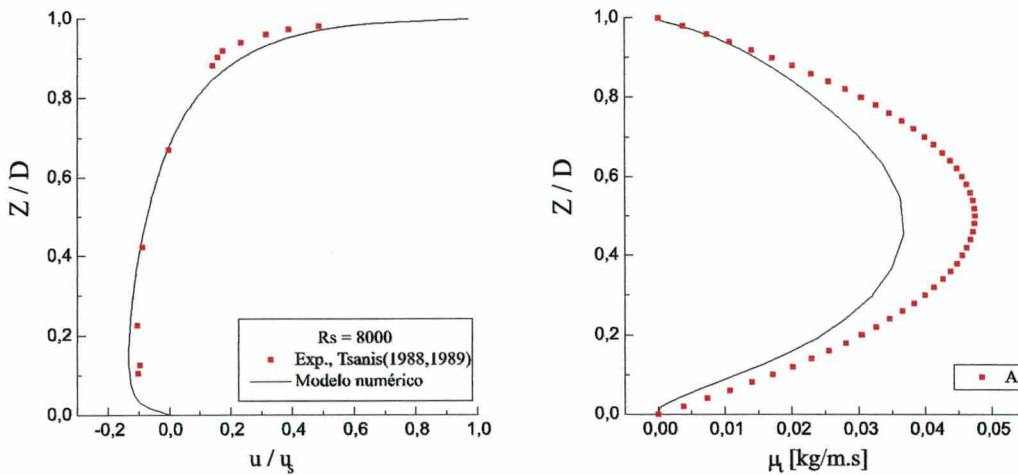 1,0
0,8
0,6
0,4
0,2
0,0
Z / D
-0,2 0,0 0,2 0,4 0,6 0,8 1,0
u / us
Rs = 8000
Exp., Tsanis(1988,1989)
Modelo numérico
1,0
0,8
0,6
0,4
0,2
0,0
Z / D
0,00 0,01 0,02 0,03 0,04 0,05
μt [kg/m.s]
A